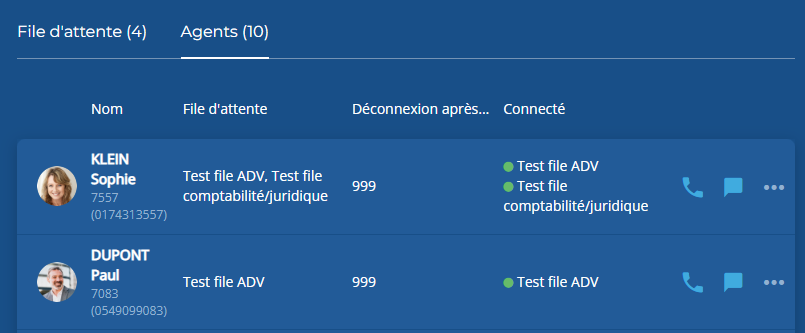 File d'attente (4) Agents (10)
Nom File d'attente Déconnexion après... Connecté
KLEIN
Sophie
7557
(0174313557)
Test file ADV, Test file
comptabilité/juridique
999
Test file ADV
Test file
comptabilité/juridique
DUPONT
Paul
7083
(0549099083)
Test file ADV
999
Test file ADV